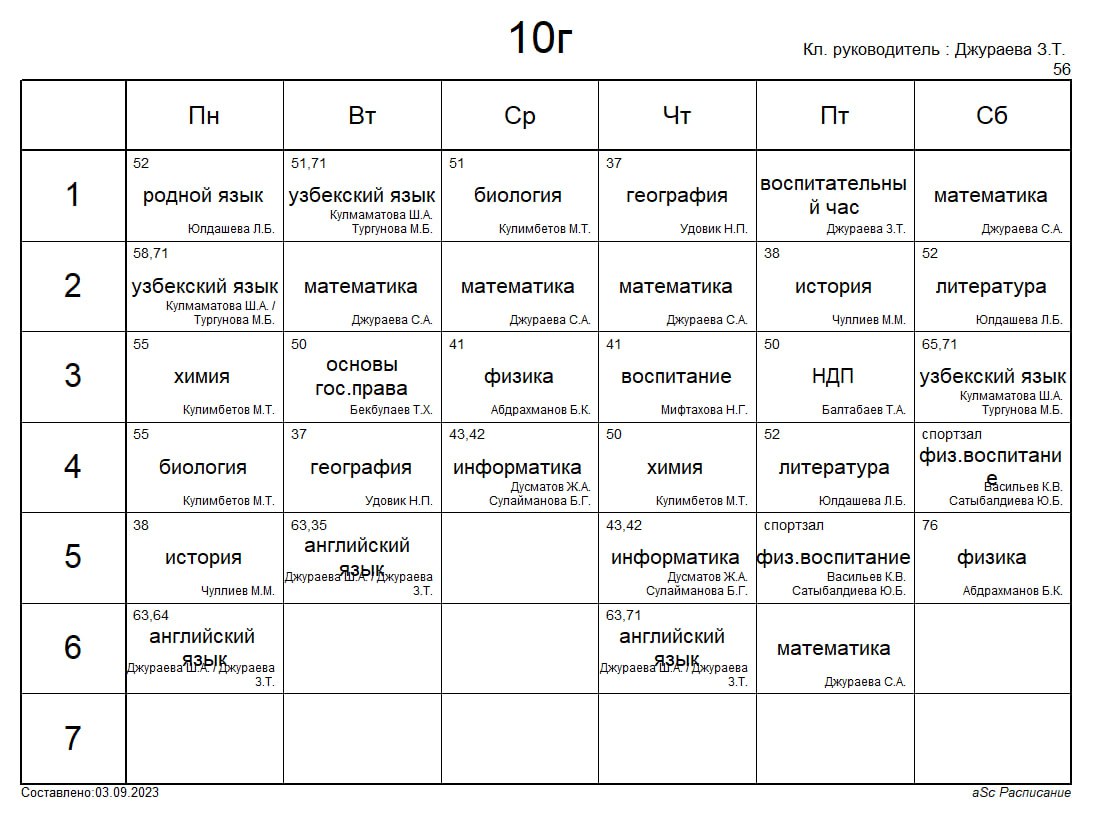 10г
Кл. руководитель : Джураева З.Т.
56
Пн Вт Ср Чт Пт Сб
1
52
родной язык
Юлдашева Л.Б.
51,71
узбекский язык
Кулмаматова Ш.А.
Тургунова М.Б.
51
биология
Кулимбетов М.Т.
37
география
Удовик Н.П.
воспитательны
й час
Джураева З.Т.
математика
Джураева С.А.
2
58,71
узбекский язык
Кулмаматова Ш.А. /
Тургунова М.Б.
математика
Джураева С.А.
математика
Джураева С.А.
математика
Джураева С.А.
38
история
Чуллиев М.М.
52
литература
Юлдашева Л.Б.
3
55
химия
Кулимбетов М.Т.
50
основы
гос.права
Бекбулаев Т.Х.
41
физика
Абдрахманов Б.К.
41
воспитание
Мифтахова Н.Г.
50
НДП
Балтабаев Т.А.
65,71
узбекский язык
Кулмаматова Ш.А.
Тургунова М.Б.
4
55
биология
Кулимбетов М.Т.
37
география
Удовик Н.П.
43,42
информатика
Дусматов Ж.А.
Сулайманова Б.Г.
50
химия
Кулимбетов М.Т.
52
литература
Юлдашева Л.Б.
спортзал
физ.воспитани
е
Васильев К.В.
Сатыбалдиева Ю.Б.
5
38
история
Чуллиев М.М.
63,35
английский
язык
Джураева Ш.А. / Джураева
З.Т.
43,42
информатика
Дусматов Ж.А.
Сулайманова Б.Г.
спортзал
физ.воспитание
Васильев К.В.
Сатыбалдиева Ю.Б.
76
физика
Абдрахманов Б.К.
6
63,64
английский
язык
Джураева Ш.А. / Джураева
З.Т.
63,71
английский
язык
Джураева Ш.А. / Джураева
З.Т.
математика
Джураева С.А.
7
Составлено:03.09.2023
aSc Расписание